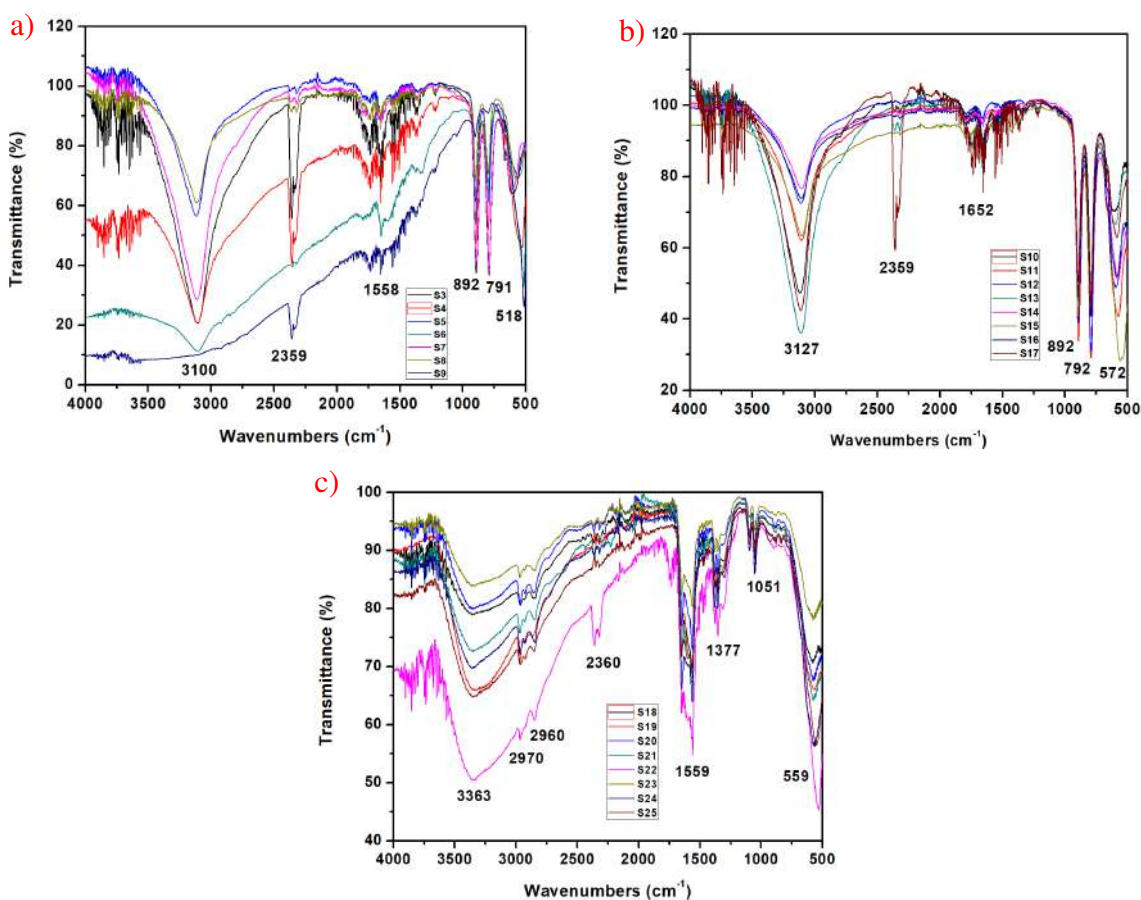 a)
120
100
80
60
40
20
0
Transmittance (%)
4000 3500 3000 2500 2000 1500 1000 500
Wavenumbers (cm-1)
3100
2359
1558
892
791
518
S3
S4
S5
S6
S7
S8
S9
b)
120
100
80
60
40
20
Transmittance (%)
4000 3500 3000 2500 2000 1500 1000 500
Wavenumbers (cm-1)
3127
2359
1652
892
792
572
S10
S11
S12
S13
S14
S15
S16
S17
c)
100
90
80
70
60
50
40
Transmittance (%)
4000 3500 3000 2500 2000 1500 1000 500
Wavenumbers (cm-1)
3363
2970
2960
2360
1559
1377
1051
559
S18
S19
S20
S21
S22
S23
S24
S25